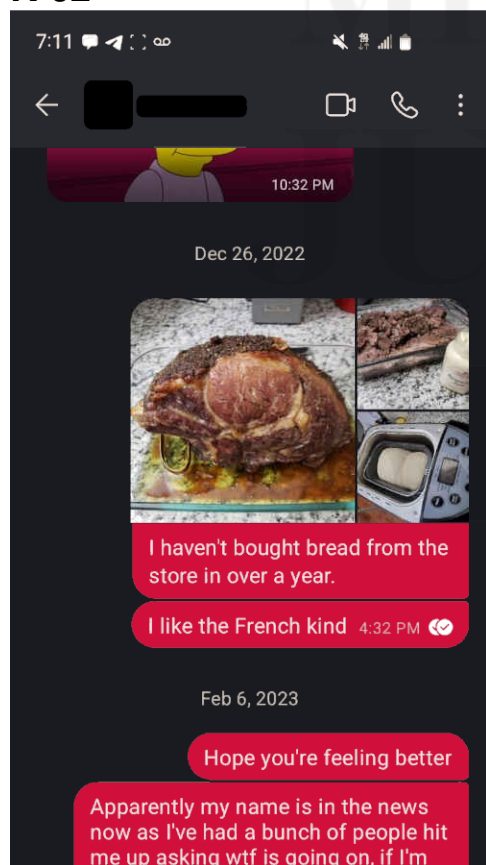 7:11
10:32 PM
Dec 26, 2022
I haven't bought bread from the
store in over a year.
I like the French kind 4:32 PM
Feb 6, 2023
Hope you're feeling better
Apparently my name is in the news
now as I've had a bunch of people hit
me up asking wtf is going on, if I'm